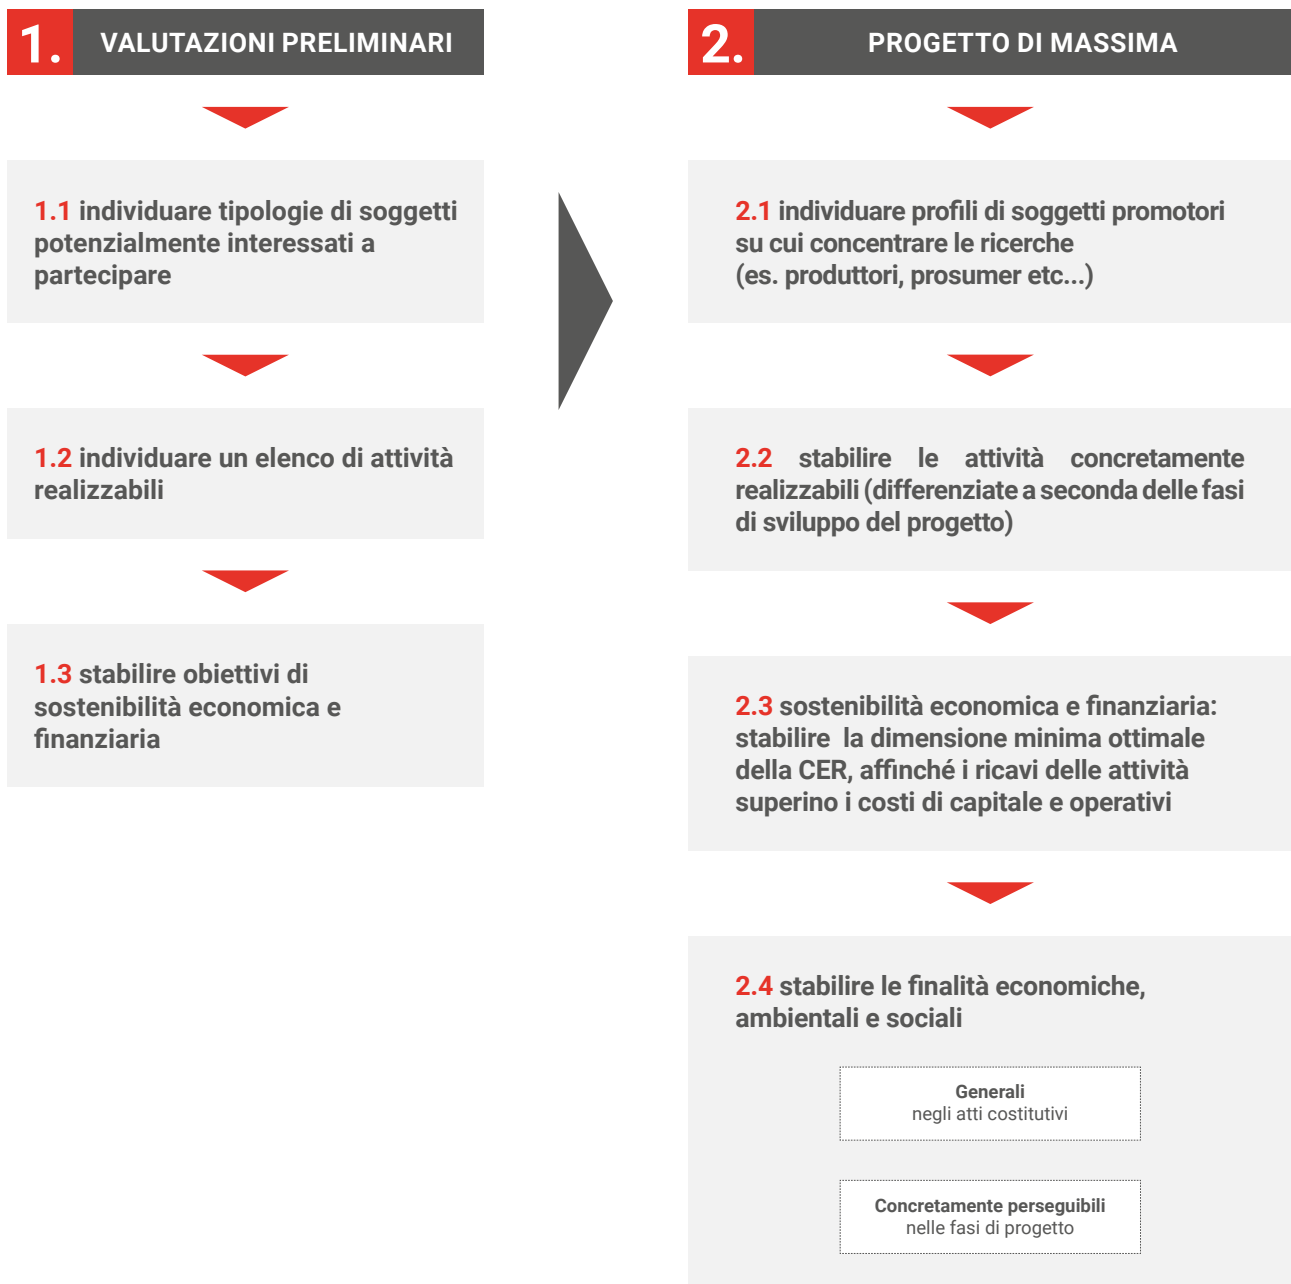 1. VALUTAZIONI PRELIMINARI
1.1 individuare tipologie di soggetti
potenzialmente interessati a
partecipare
1.2 individuare un elenco di attività
realizzabili
1.3 stabilire obiettivi di
sostenibilità economica e
finanziaria
2. PROGETTO DI MASSIMA
2.1 individuare profili di soggetti promotori
su cui concentrare le ricerche
(es. produttori, prosumer etc...)
2.2 stabilire le attività concretamente
realizzabili (differenziate a seconda delle fasi
di sviluppo del progetto)
2.3 sostenibilità economica e finanziaria:
stabilire la dimensione minima ottimale
della CER, affinché i ricavi delle attività
superino i costi di capitale e operativi
2.4 stabilire le finalità economiche,
ambientali e sociali
Generali
negli atti costitutivi
Concretamente perseguibili
nelle fasi di progetto